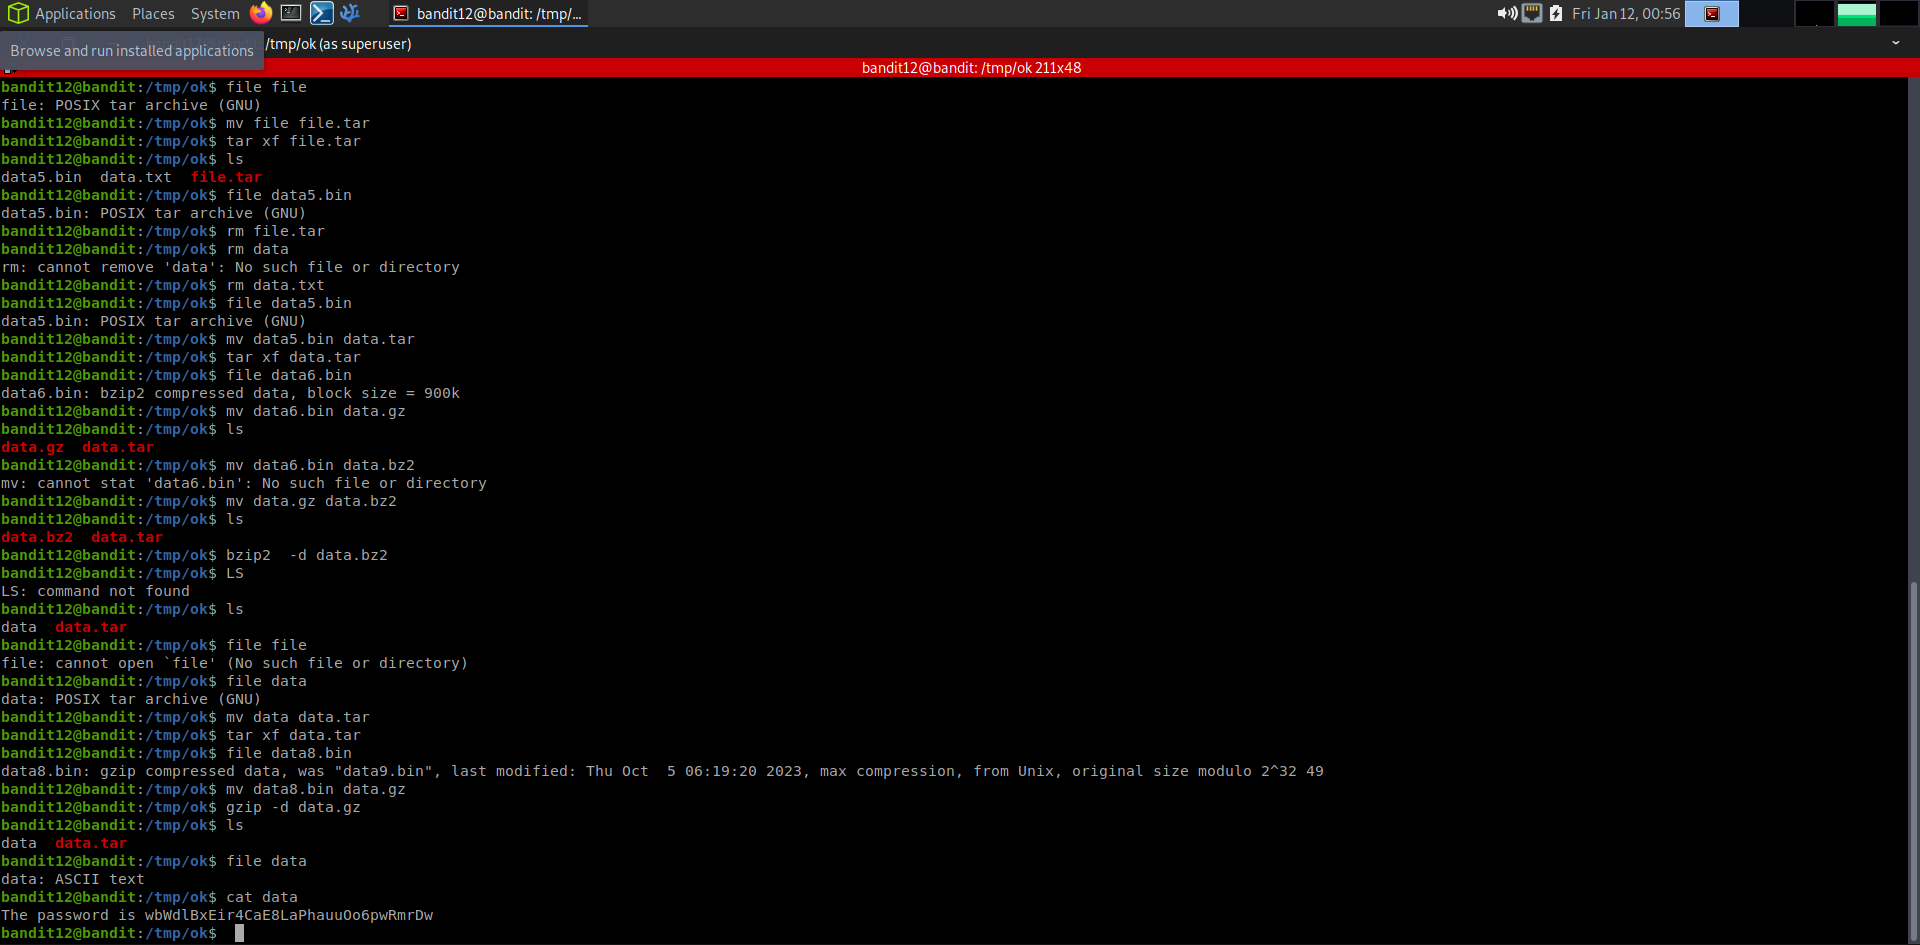 Applications Places System bandit12@bandit: /tmp/... Fri Jan 12, 00:56
Browse and run installed applications /tmp/ok (as superuser)
bandit12@bandit: /tmp/ok 211x48
bandit12@bandit:/tmp/ok$ file file
file: POSIX tar archive (GNU)
bandit12@bandit:/tmp/ok$ mv file file.tar
bandit12@bandit:/tmp/ok$ tar xf file.tar
bandit12@bandit:/tmp/ok$ ls
data5.bin  data.txt  file.tar
bandit12@bandit:/tmp/ok$ file data5.bin
data5.bin: POSIX tar archive (GNU)
bandit12@bandit:/tmp/ok$ rm file.tar
bandit12@bandit:/tmp/ok$ rm data
rm: cannot remove 'data': No such file or directory
bandit12@bandit:/tmp/ok$ rm data.txt
bandit12@bandit:/tmp/ok$ file data5.bin
data5.bin: POSIX tar archive (GNU)
bandit12@bandit:/tmp/ok$ mv data5.bin data.tar
bandit12@bandit:/tmp/ok$ tar xf data.tar
bandit12@bandit:/tmp/ok$ file data6.bin
data6.bin: bzip2 compressed data, block size = 900k
bandit12@bandit:/tmp/ok$ mv data6.bin data.gz
bandit12@bandit:/tmp/ok$ ls
data.gz  data.tar
bandit12@bandit:/tmp/ok$ mv data6.bin data.bz2
mv: cannot stat 'data6.bin': No such file or directory
bandit12@bandit:/tmp/ok$ mv data.gz data.bz2
bandit12@bandit:/tmp/ok$ ls
data.bz2  data.tar
bandit12@bandit:/tmp/ok$ bzip2  -d data.bz2
bandit12@bandit:/tmp/ok$ LS
LS: command not found
bandit12@bandit:/tmp/ok$ ls
data  data.tar
bandit12@bandit:/tmp/ok$ file file
file: cannot open `file' (No such file or directory)
bandit12@bandit:/tmp/ok$ file data
data: POSIX tar archive (GNU)
bandit12@bandit:/tmp/ok$ mv data data.tar
bandit12@bandit:/tmp/ok$ tar xf data.tar
bandit12@bandit:/tmp/ok$ file data8.bin
data8.bin: gzip compressed data, was "data9.bin", last modified: Thu Oct  5 06:19:20 2023, max compression, from Unix, original size modulo 2^32 49
bandit12@bandit:/tmp/ok$ mv data8.bin data.gz
bandit12@bandit:/tmp/ok$ gzip -d data.gz
bandit12@bandit:/tmp/ok$ ls
data  data.tar
bandit12@bandit:/tmp/ok$ file data
data: ASCII text
bandit12@bandit:/tmp/ok$ cat data
The password is wbWdlBxEir4CaE8LaPhauuOo6pwRmrDw
bandit12@bandit:/tmp/ok$